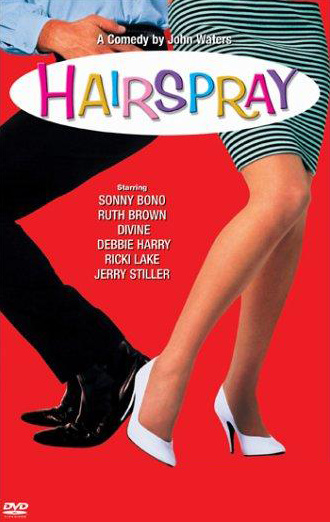 A Comedy by John Waters
HAIRSPRAY
Starring
SONNY BONO
RUTH BROWN
DIVINE
DEBBIE HARRY
RICKI LAKE
JERRY STILLER
DVD